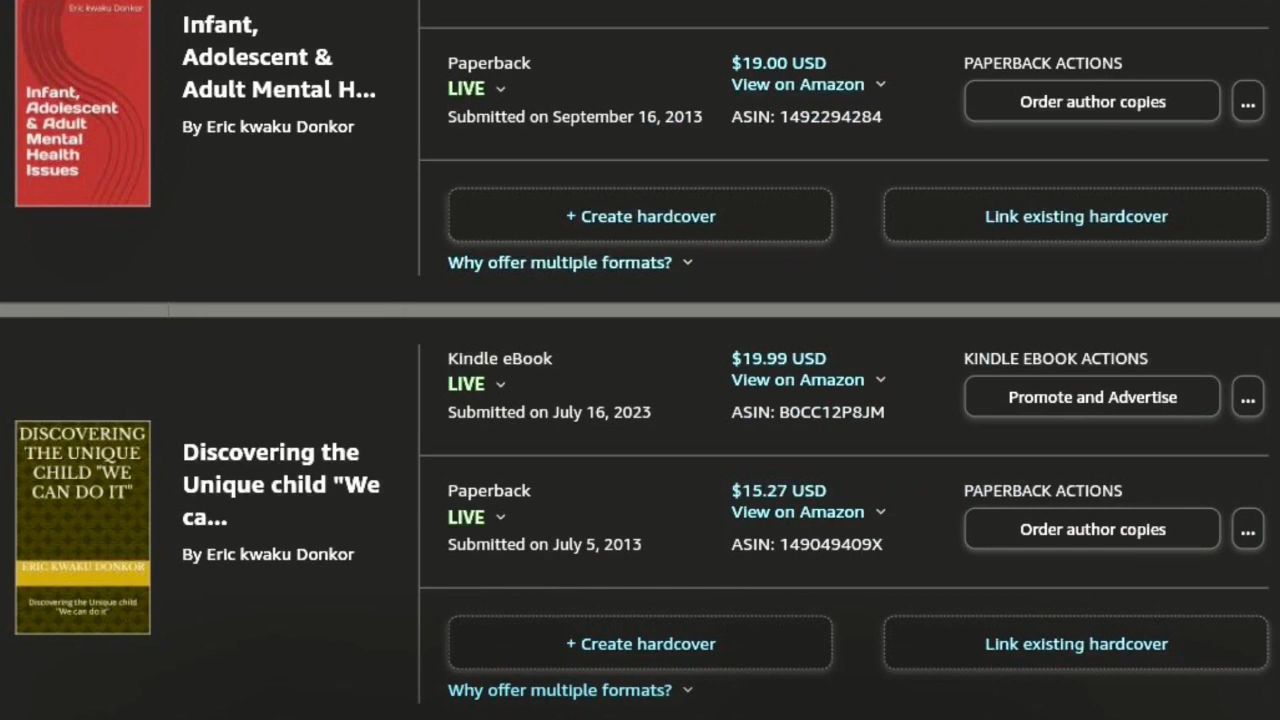 Eric kwaku Donkor
Infant,
Adolescent
& Adult
Mental
Health
Issues
Infant,
Adolescent &
Adult Mental H...
By Eric kwaku Donkor
Paperback
LIVE
Submitted on September 16, 2013
$19.00 USD
View on Amazon
ASIN: 1492294284
PAPERBACK ACTIONS
Order author copies
...
+ Create hardcover
Link existing hardcover
Why offer multiple formats?
DISCOVERING
THE UNIQUE
CHILD "WE
CAN DO IT"
ERIC KWAKU DONKOR
Discovering the Unique child
"We can do it"
Discovering the
Unique child "We
ca...
By Eric kwaku Donkor
Kindle eBook
LIVE
Submitted on July 16, 2023
$19.99 USD
View on Amazon
ASIN: B0CC12P8JM
KINDLE EBOOK ACTIONS
Promote and Advertise
...
Paperback
LIVE
Submitted on July 5, 2013
$15.27 USD
View on Amazon
ASIN: 149049409X
PAPERBACK ACTIONS
Order author copies
...
+ Create hardcover
Link existing hardcover
Why offer multiple formats?